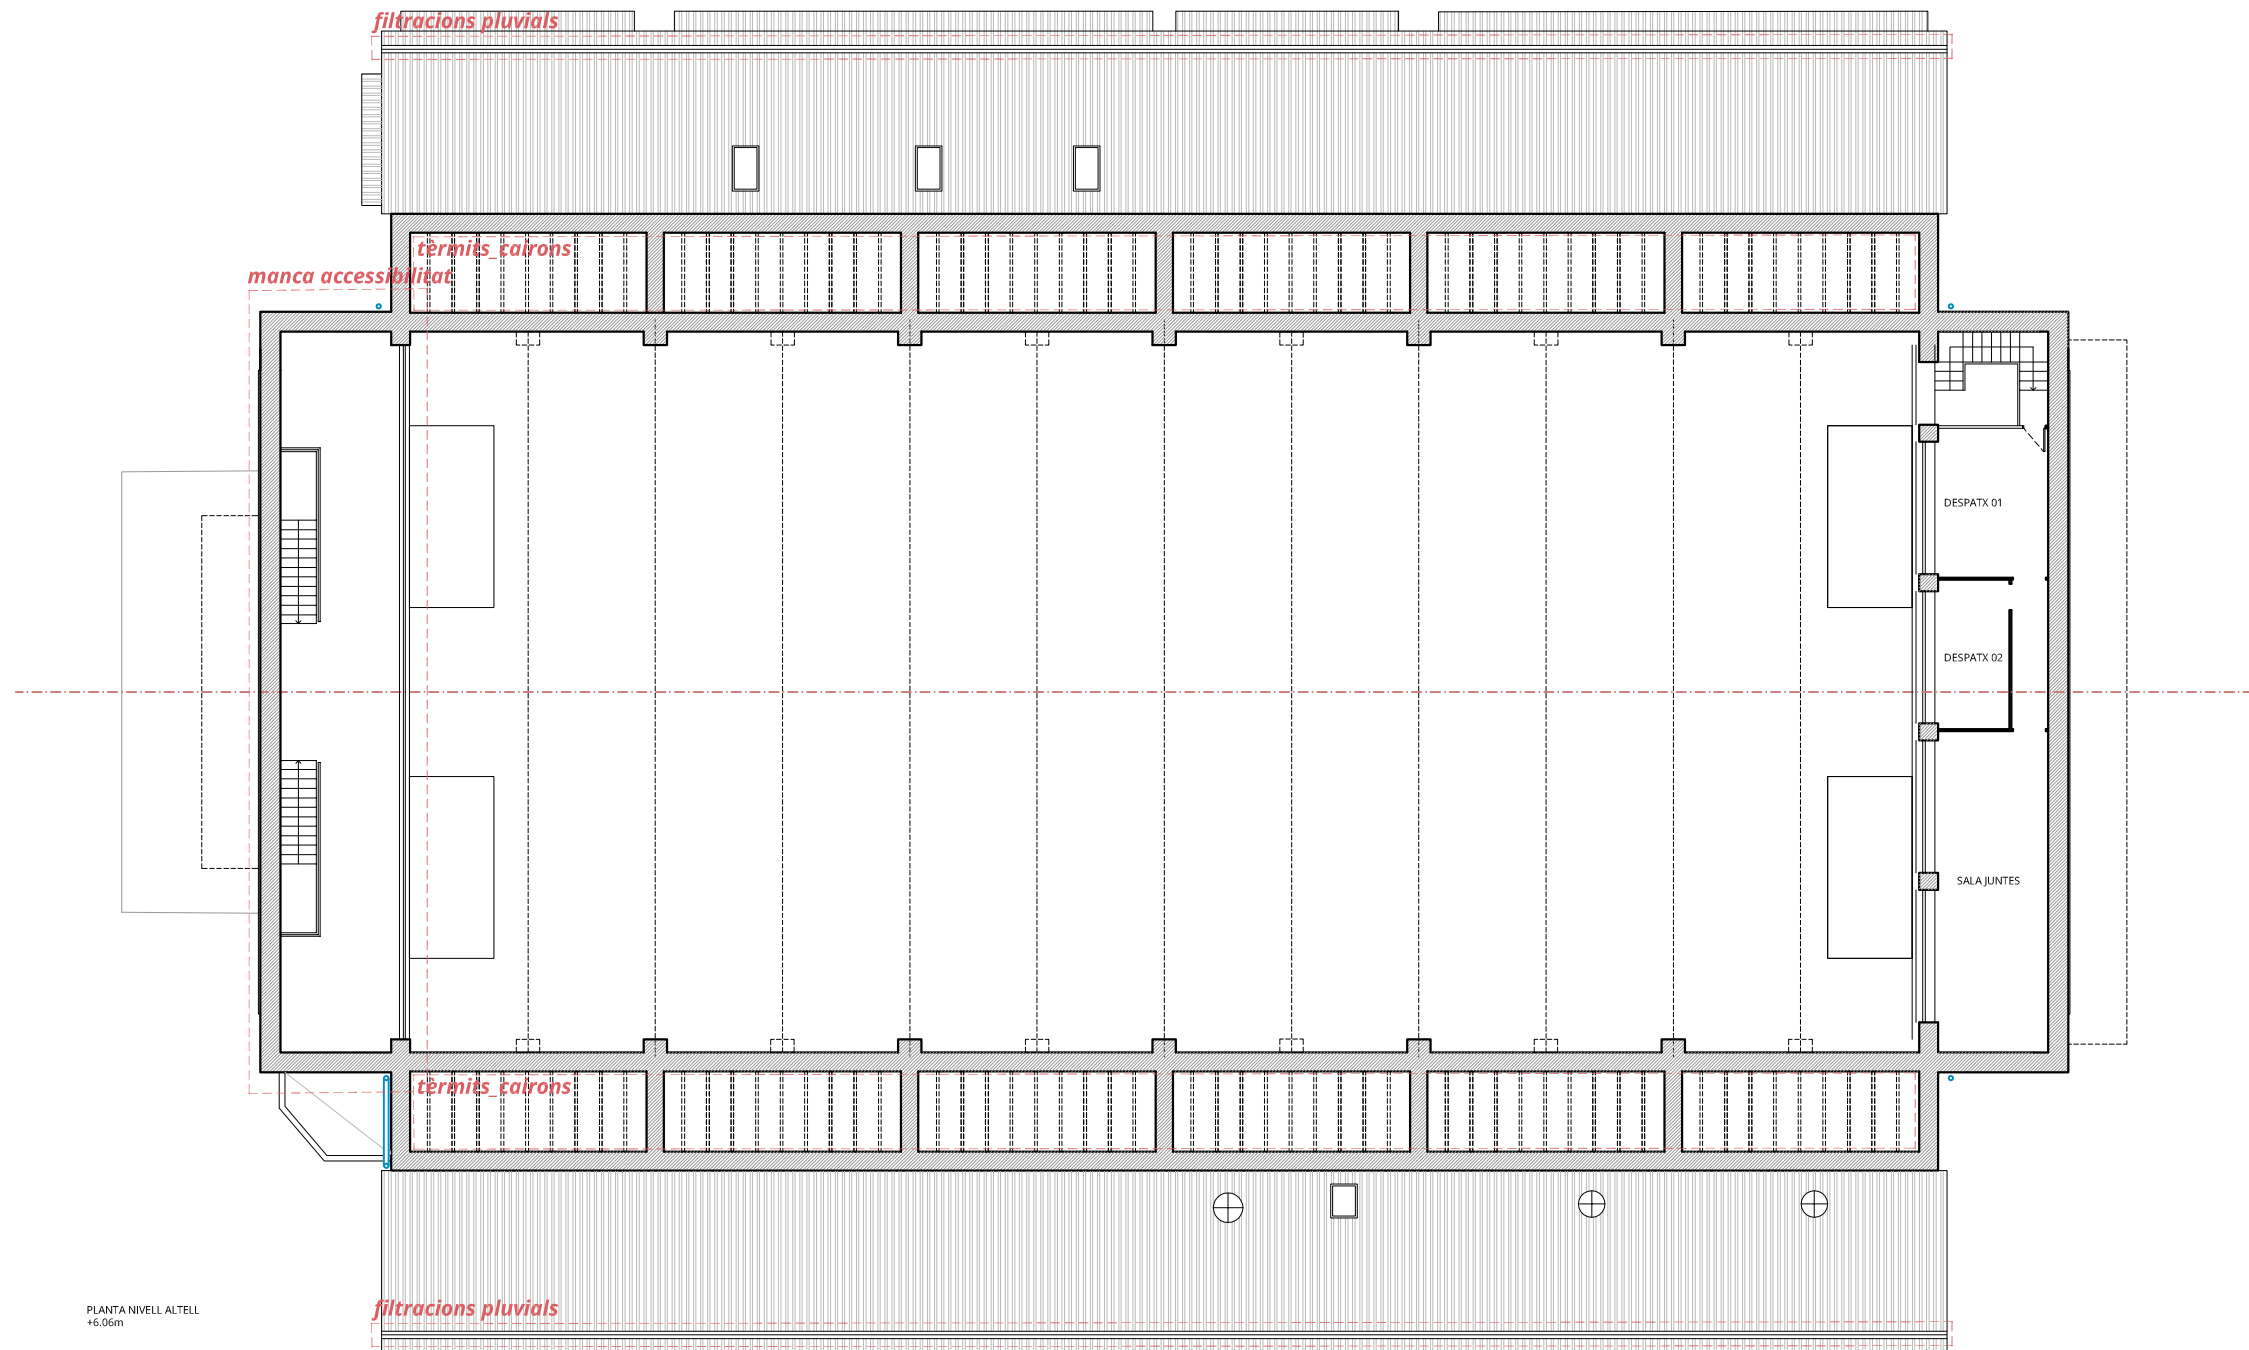 filtracions pluvials
tèrmits_cairons
manca accessibilitat
DESPATX 01
DESPATX 02
SALA JUNTES
tèrmits_cairons
filtracions pluvials
PLANTA NIVELL ALTELL
+6.06m